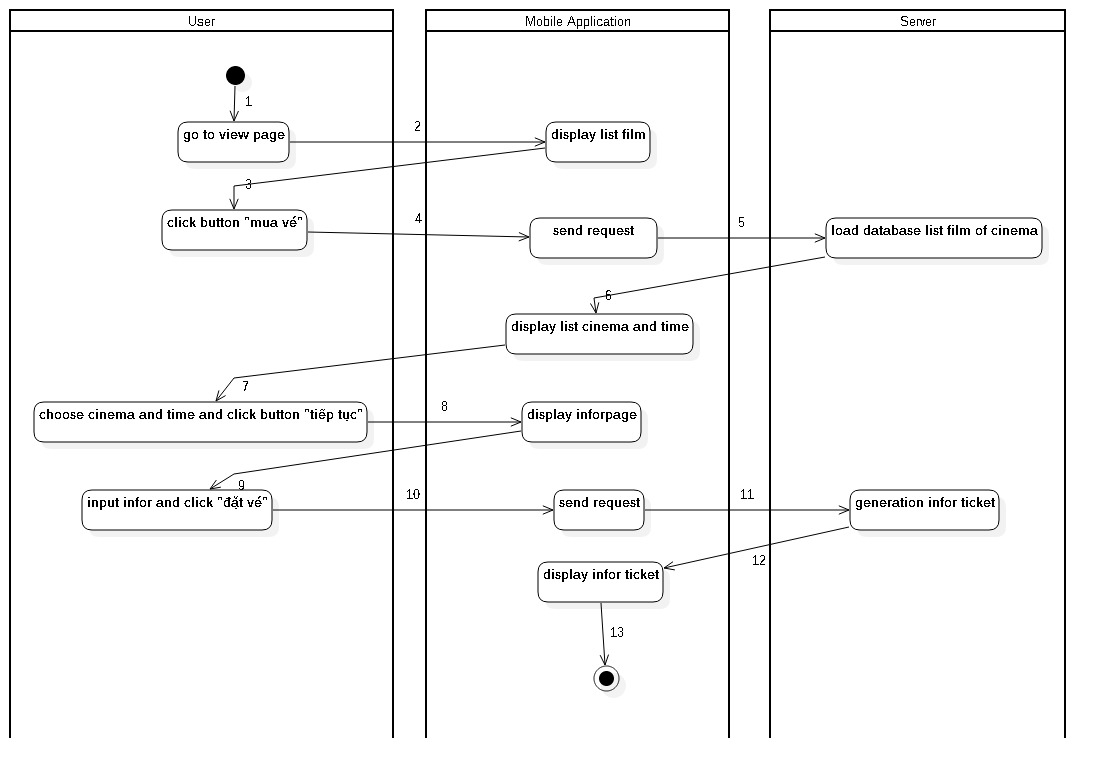 User
Mobile Application
Server
1
go to view page
2
display list film
3
click button "mua vé"
4
send request
5
load database list film of cinema
6
display list cinema and time
7
choose cinema and time and click button "tiếp tục"
8
display inforpage
9
input infor and click "đặt vé"
10
send request
11
generation infor ticket
12
display infor ticket
13